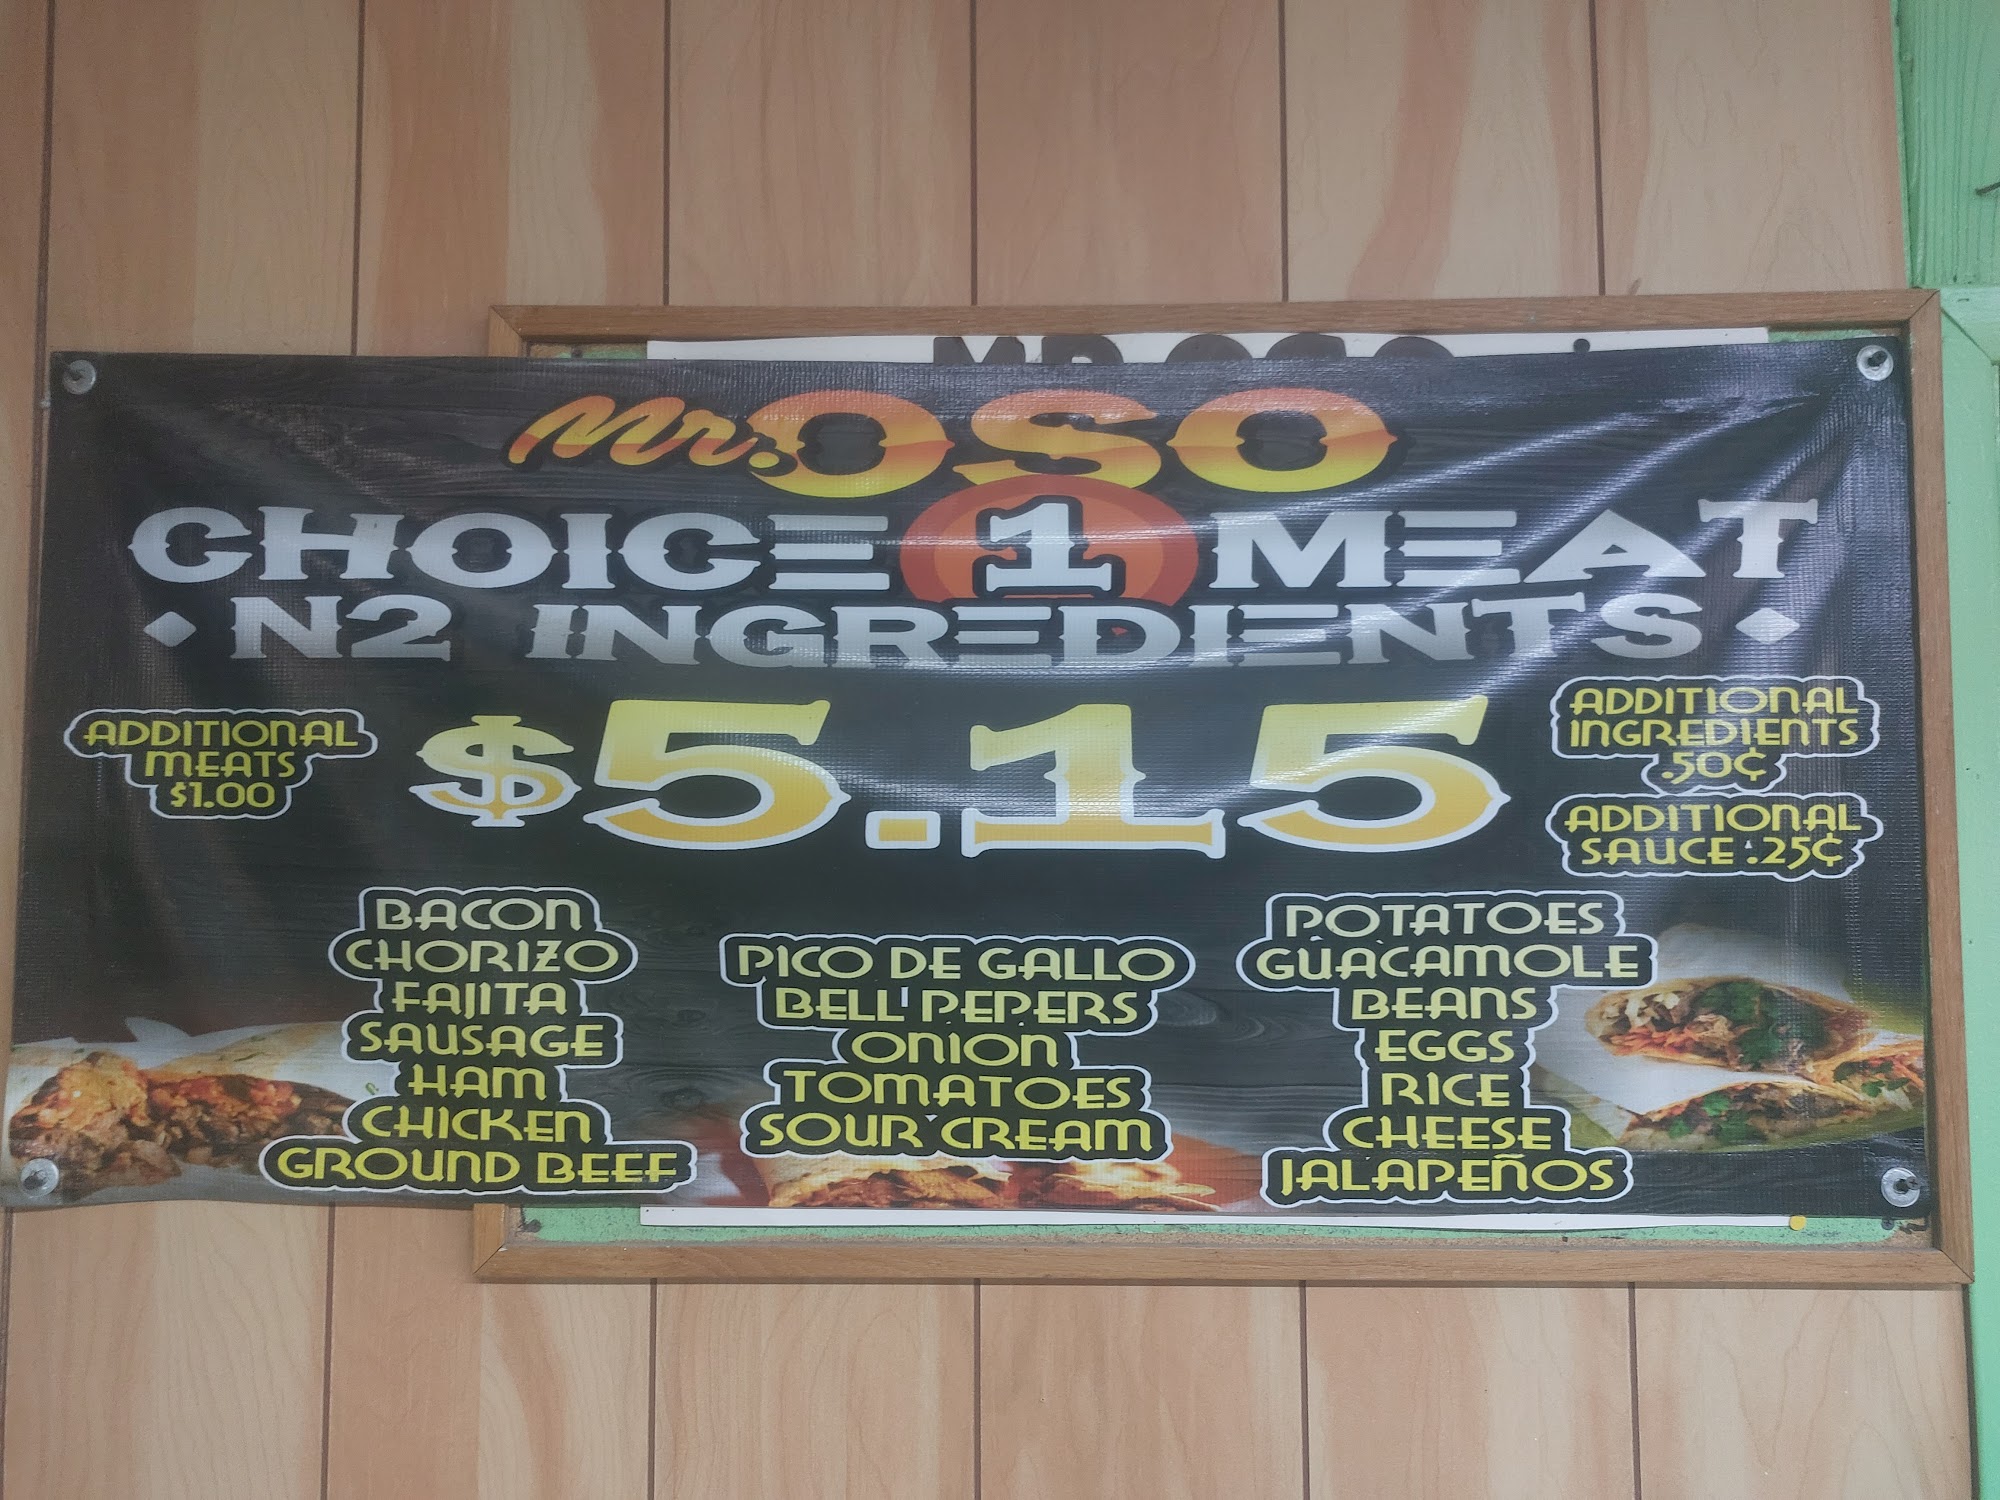 MR OSO
Mr. OSO
CHOICE 1 MEAT
N2 INGREDIENTS
$5.15
ADDITIONAL
MEATS
$1.00
ADDITIONAL
INGREDIENTS
.50¢
ADDITIONAL
SAUCE .25¢
BACON
CHORIZO
FAJITA
SAUSAGE
HAM
CHICKEN
GROUND BEEF
PICO DE GALLO
BELL PEPERS
ONION
TOMATOES
SOUR CREAM
POTATOES
GUACAMOLE
BEANS
EGGS
RICE
CHEESE
JALAPEÑOS